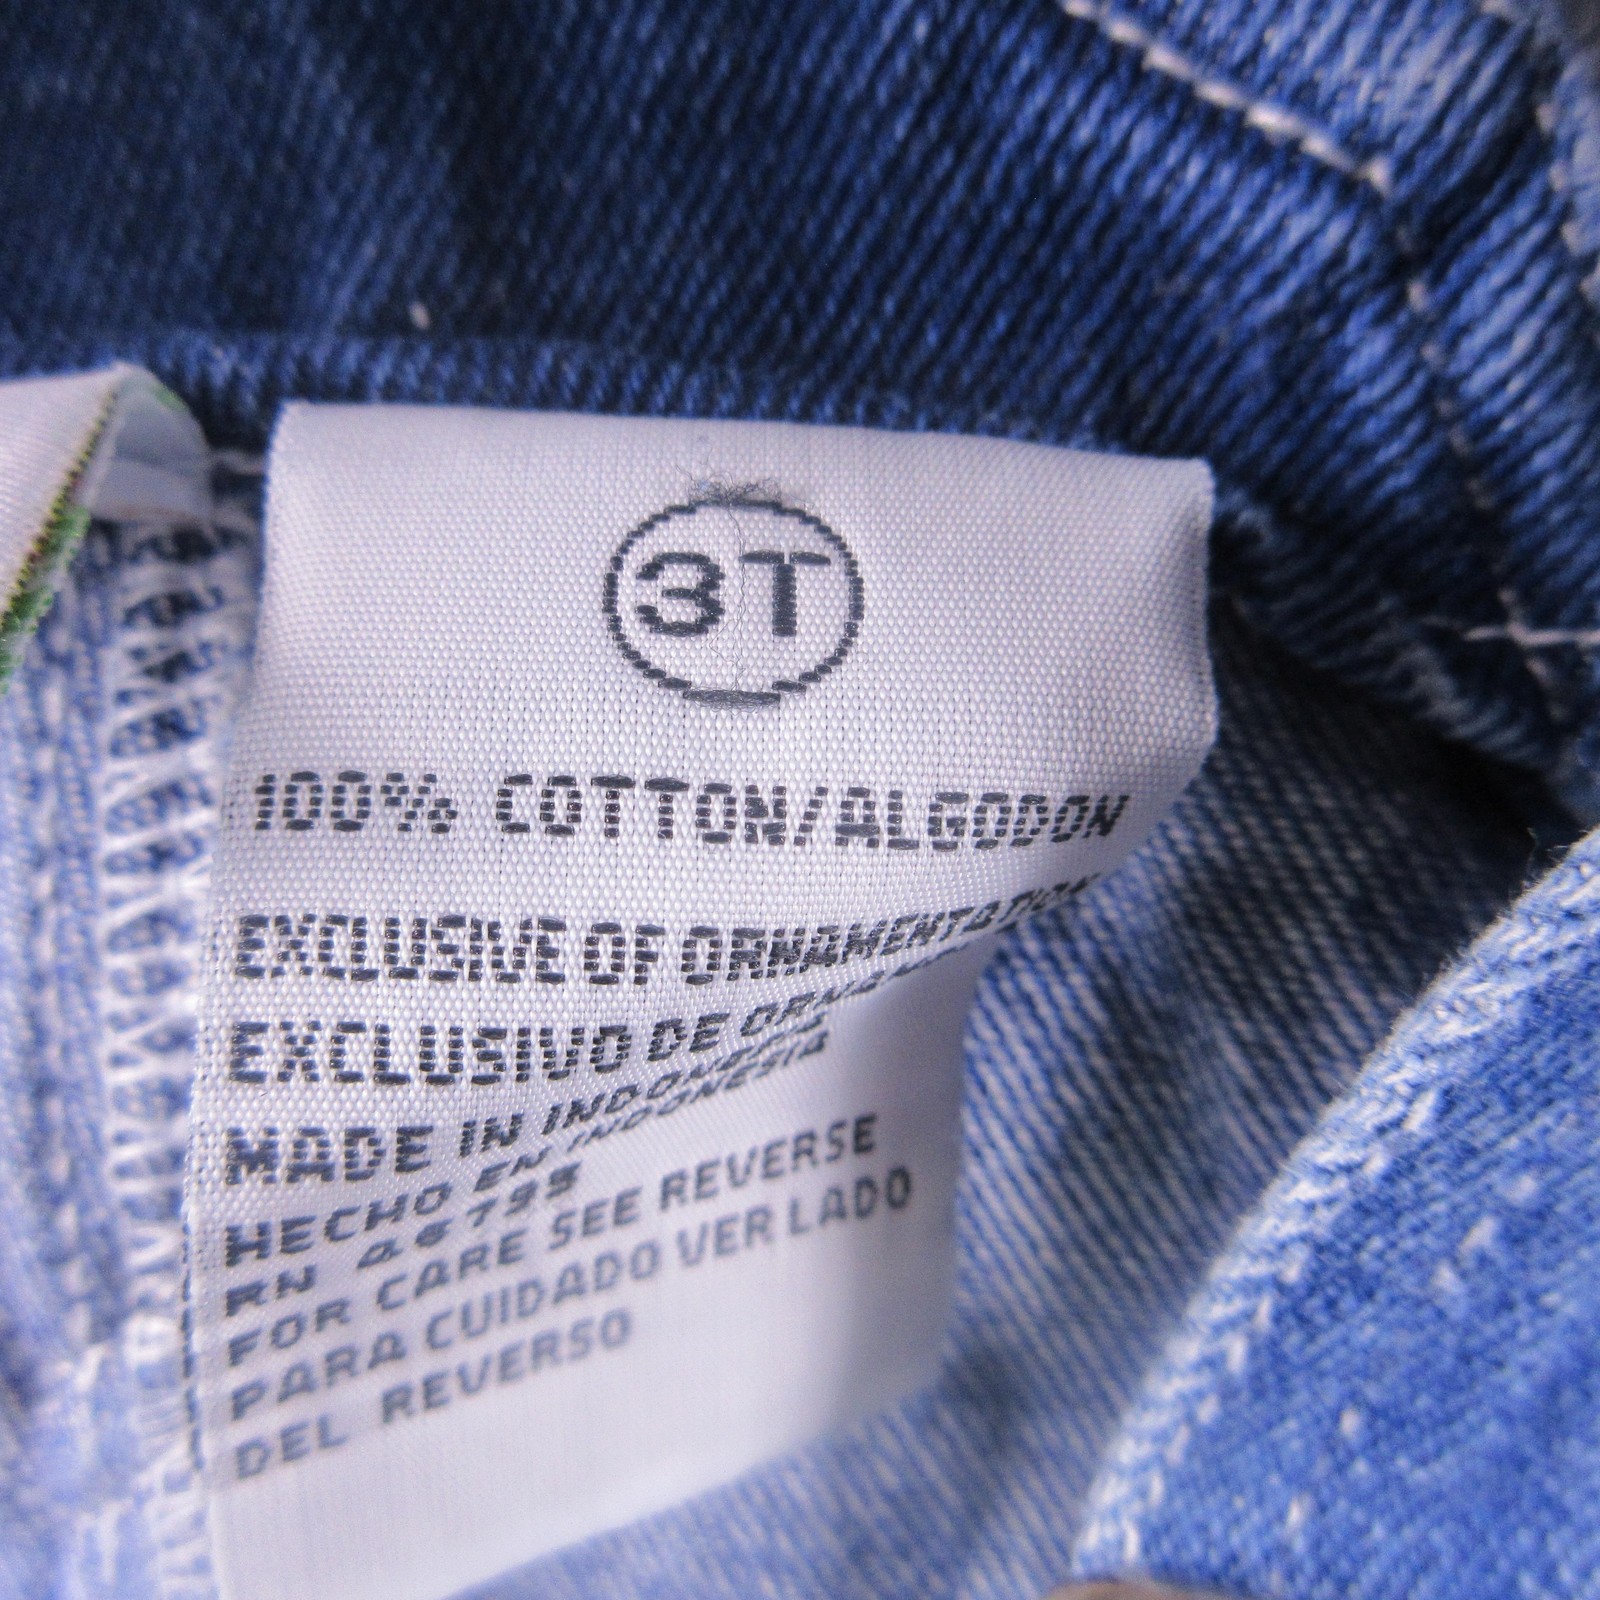 3T
100% COTTON/ALGODON
EXCLUSIVE OF ORNAMENTATION
EXCLUSIVO DE
MADE IN INDONESIA
HECHO EN INDONESIA
RN
FOR CARE SEE REVERSE
PARA CUIDADO VER LADO
DEL REVERSO